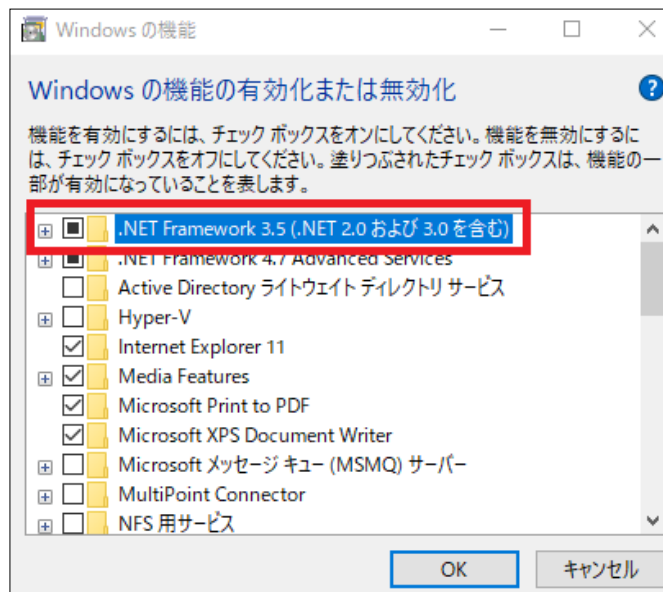 Windows の機能
Windows の機能の有効化または無効化
機能を有効にするには、チェック ボックスをオンにしてください。機能を無効にするに
は、チェック ボックスをオフにしてください。塗りつぶされたチェック ボックスは、機能の一
部が有効になっていることを表します。
.NET Framework 3.5 (.NET 2.0 および 3.0 を含む)
.NET Framework 4.7 Advanced Services
Active Directory ライトウェイト ディレクトリ サービス
Hyper-V
Internet Explorer 11
Media Features
Microsoft Print to PDF
Microsoft XPS Document Writer
Microsoft メッセージ キュー (MSMQ) サーバー
MultiPoint Connector
NFS 用サービス
OK キャンセル